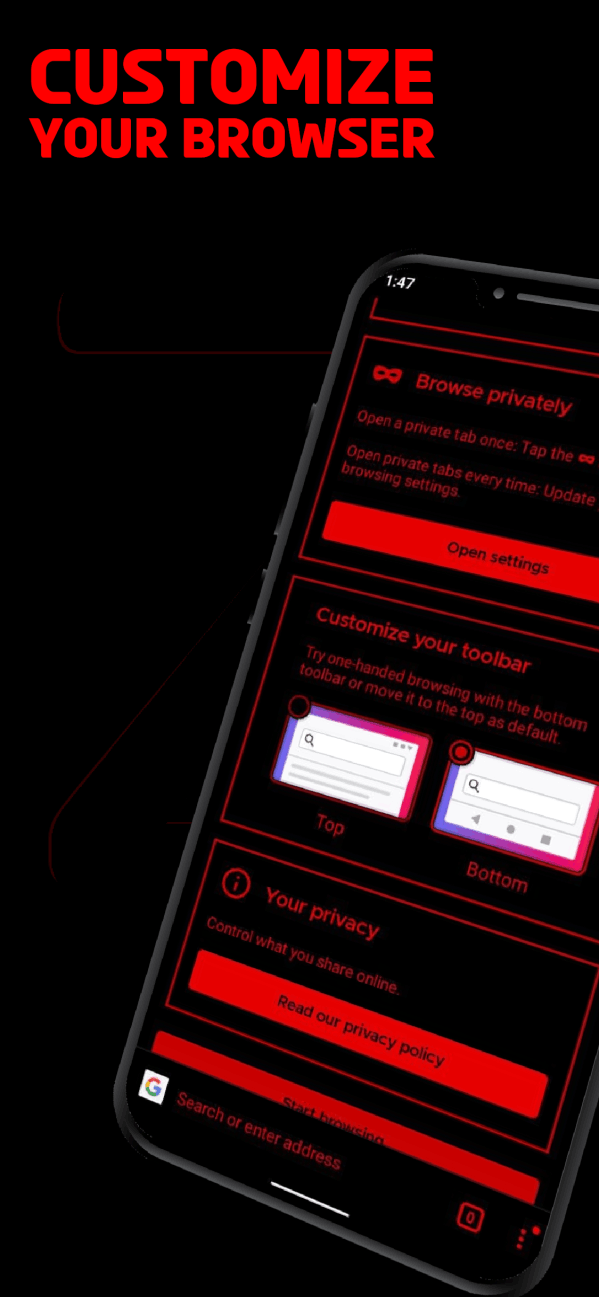 CUSTOMIZE
YOUR BROWSER
1:47
Browse privately
Open a private tab once: Tap the
Open private tabs every time: Update
browsing settings.
Open settings
Customize your toolbar
Try one-handed browsing with the bottom
toolbar or move it to the top as default.
Top
Bottom
Your privacy
Control what you share online.
Read our privacy policy
Start browsing
G
Search or enter address
0